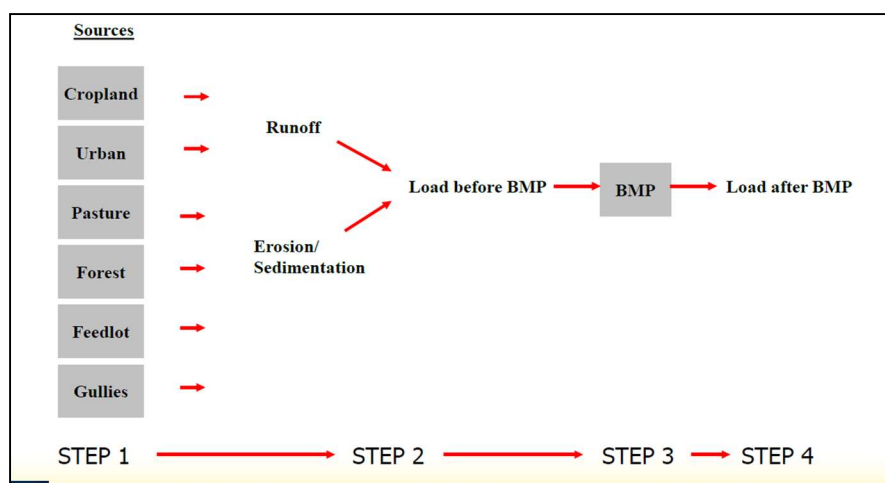 Sources
Cropland
Urban
Pasture
Forest
Feedlot
Gullies
Runoff
Erosion/
Sedimentation
Load before BMP
BMP
Load after BMP
STEP 1
STEP 2
STEP 3
STEP 4